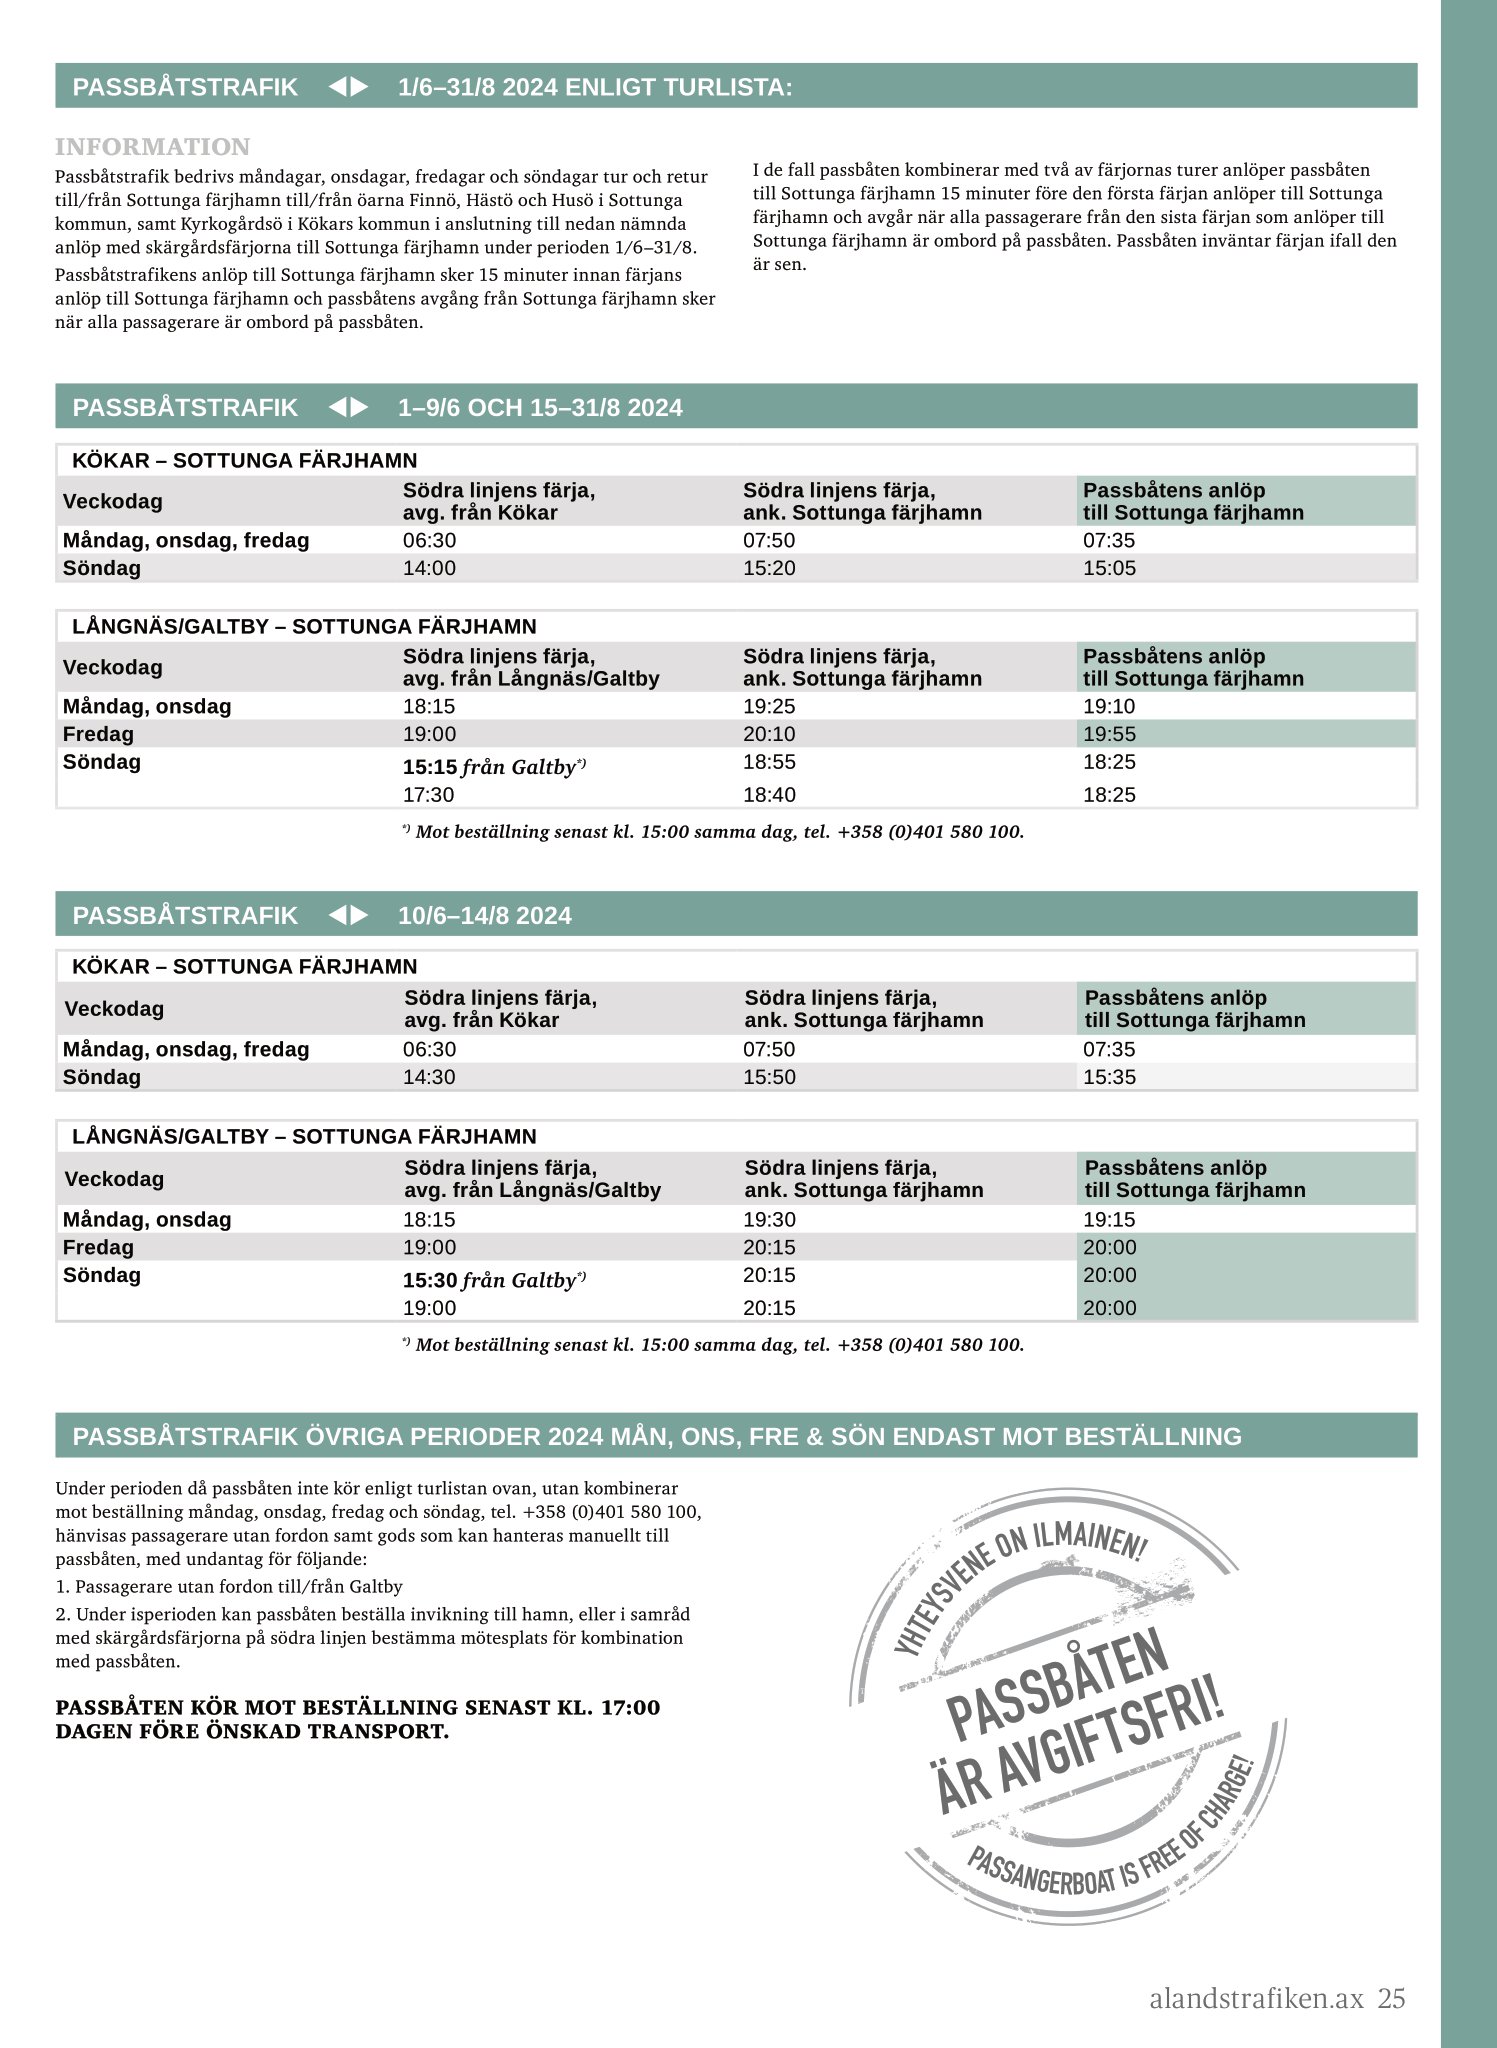 PASSBÅTSTRAFIK ◀▶ 1/6–31/8 2024 ENLIGT TURLISTA:
INFORMATION
Passbåtstrafik bedrivs måndagar, onsdagar, fredagar och söndagar tur och retur
till/från Sottunga färjhamn till/från öarna Finnö, Hästö och Husö i Sottunga
kommun, samt Kyrkogårdsö i Kökars kommun i anslutning till nedan nämnda
anlöp med skärgårdsfärjorna till Sottunga färjhamn under perioden 1/6–31/8.
Passbåtstrafikens anlöp till Sottunga färjhamn sker 15 minuter innan färjans
anlöp till Sottunga färjhamn och passbåtens avgång från Sottunga färjhamn sker
när alla passagerare är ombord på passbåten.
I de fall passbåten kombinerar med två av färjornas turer anlöper passbåten
till Sottunga färjhamn 15 minuter före den första färjan anlöper till Sottunga
färjhamn och avgår när alla passagerare från den sista färjan som anlöper till
Sottunga färjhamn är ombord på passbåten. Passbåten inväntar färjan ifall den
är sen.
PASSBÅTSTRAFIK ◀▶ 1–9/6 OCH 15–31/8 2024
KÖKAR – SOTTUNGA FÄRJHAMN
Veckodag Södra linjens färja, avg. från Kökar Södra linjens färja, ank. Sottunga färjhamn Passbåtens anlöp till Sottunga färjhamn
Måndag, onsdag, fredag 06:30 07:50 07:35
Söndag 14:00 15:20 15:05
LÅNGNÄS/GALTBY – SOTTUNGA FÄRJHAMN
Veckodag Södra linjens färja, avg. från Långnäs/Galtby Södra linjens färja, ank. Sottunga färjhamn Passbåtens anlöp till Sottunga färjhamn
Måndag, onsdag 18:15 19:25 19:10
Fredag 19:00 20:10 19:55
Söndag 15:15 från Galtby*) 18:55 18:25
17:30 18:40 18:25
*) Mot beställning senast kl. 15:00 samma dag, tel. +358 (0)401 580 100.
PASSBÅTSTRAFIK ◀▶ 10/6–14/8 2024
KÖKAR – SOTTUNGA FÄRJHAMN
Veckodag Södra linjens färja, avg. från Kökar Södra linjens färja, ank. Sottunga färjhamn Passbåtens anlöp till Sottunga färjhamn
Måndag, onsdag, fredag 06:30 07:50 07:35
Söndag 14:30 15:50 15:35
LÅNGNÄS/GALTBY – SOTTUNGA FÄRJHAMN
Veckodag Södra linjens färja, avg. från Långnäs/Galtby Södra linjens färja, ank. Sottunga färjhamn Passbåtens anlöp till Sottunga färjhamn
Måndag, onsdag 18:15 19:30 19:15
Fredag 19:00 20:15 20:00
Söndag 15:30 från Galtby*) 20:15 20:00
19:00 20:15 20:00
*) Mot beställning senast kl. 15:00 samma dag, tel. +358 (0)401 580 100.
PASSBÅTSTRAFIK ÖVRIGA PERIODER 2024 MÅN, ONS, FRE & SÖN ENDAST MOT BESTÄLLNING
Under perioden då passbåten inte kör enligt turlistan ovan, utan kombinerar
mot beställning måndag, onsdag, fredag och söndag, tel. +358 (0)401 580 100,
hänvisas passagerare utan fordon samt gods som kan hanteras manuellt till
passbåten, med undantag för följande:
1. Passagerare utan fordon till/från Galtby
2. Under isperioden kan passbåten beställa invikning till hamn, eller i samråd
med skärgårdsfärjorna på södra linjen bestämma mötesplats för kombination
med passbåten.
PASSBÅTEN KÖR MOT BESTÄLLNING SENAST KL. 17:00
DAGEN FÖRE ÖNSKAD TRANSPORT.
YHTEYSVENE ON ILMAINEN!
PASSBÅTEN
ÄR AVGIFTSFRI!
PASSANGERBOAT IS FREE OF CHARGE!
alandstrafiken.ax 25